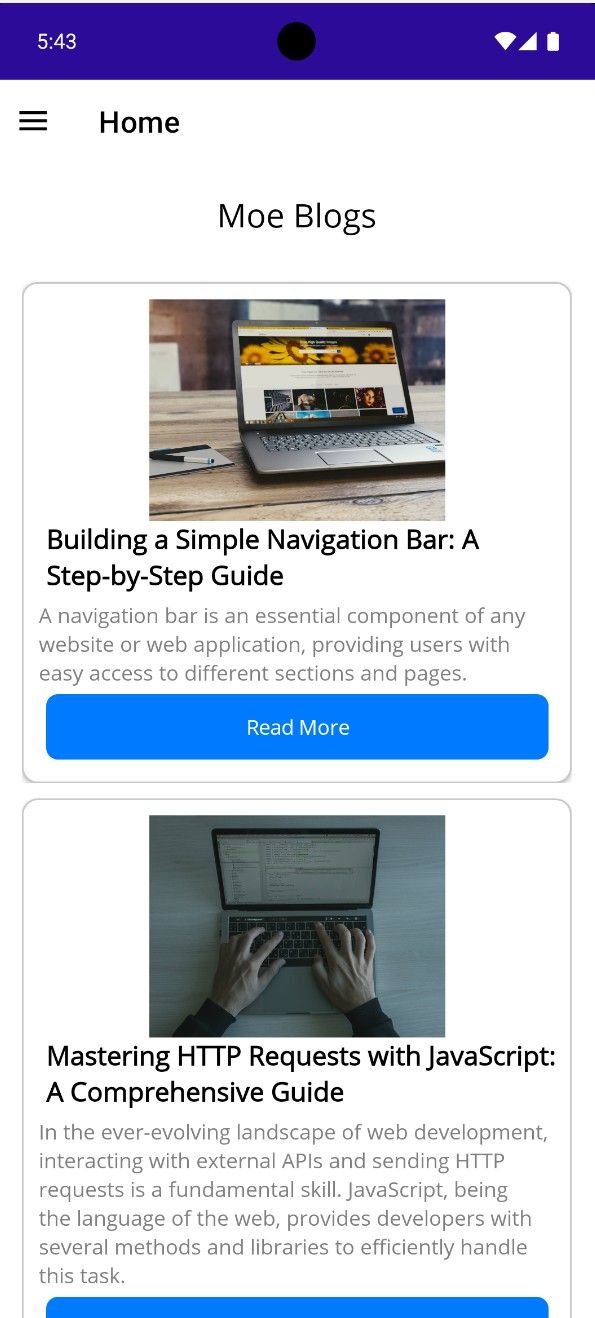 5:43
Home
Moe Blogs
Building a Simple Navigation Bar: A
Step-by-Step Guide
A navigation bar is an essential component of any
website or web application, providing users with
easy access to different sections and pages.
Read More
Mastering HTTP Requests with JavaScript:
A Comprehensive Guide
In the ever-evolving landscape of web development,
interacting with external APIs and sending HTTP
requests is a fundamental skill. JavaScript, being
the language of the web, provides developers with
several methods and libraries to efficiently handle
this task.